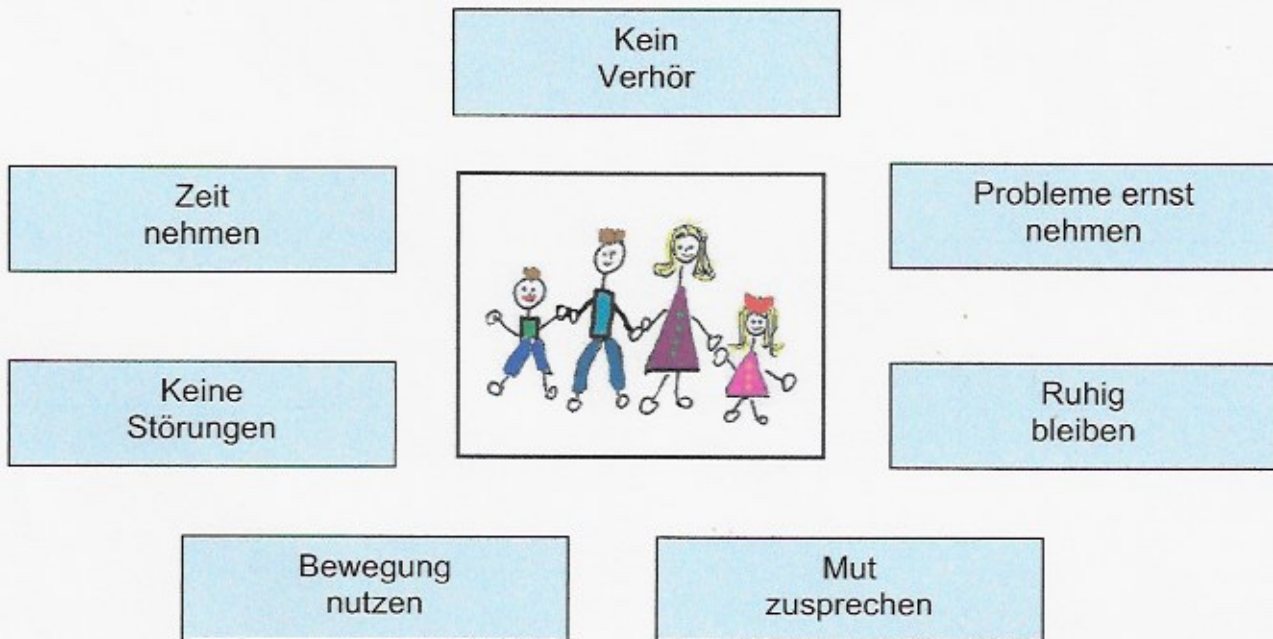 Kein
Verhör
Zeit
nehmen
Probleme ernst
nehmen
Keine
Störungen
Ruhig
bleiben
Bewegung
nutzen
Mut
zusprechen